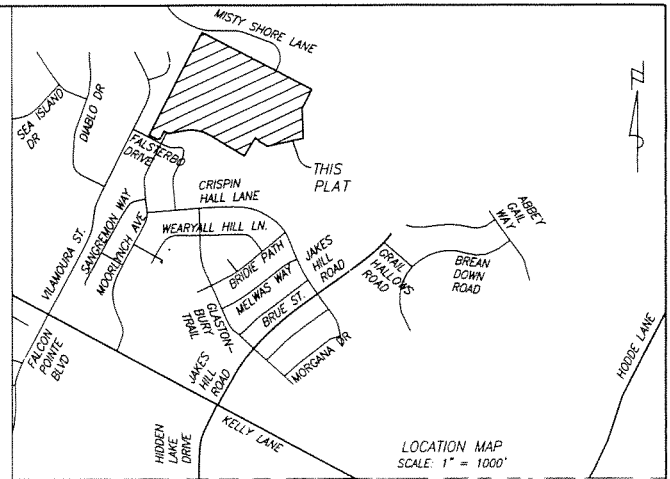 MISTY SHORE LANE
SEA ISLAND
DR
DIABLO DR
FALSTERBO
DRIVE
THIS
PLAT
CRISPIN
HALL LANE
WEARYALL HILL LN.
VILAMOURA ST.
SANGREMON WAY
MOORLYNCH AVE
BRIDIE PATH
MELWAS WAY
BRUE ST.
JAKES
HILL
ROAD
GRAIL
HALLOWS
ROAD
ABBEY
GAIL
WAY
BREAN
DOWN
ROAD
GLASTON-
BURY
TRAIL
MORGANA DR
FALCON
POINTE
BLVD
JAKES
HILL
ROAD
HIDDEN
LAKE
DRIVE
KELLY LANE
HODDE LANE
LOCATION MAP
SCALE: 1" = 1000'